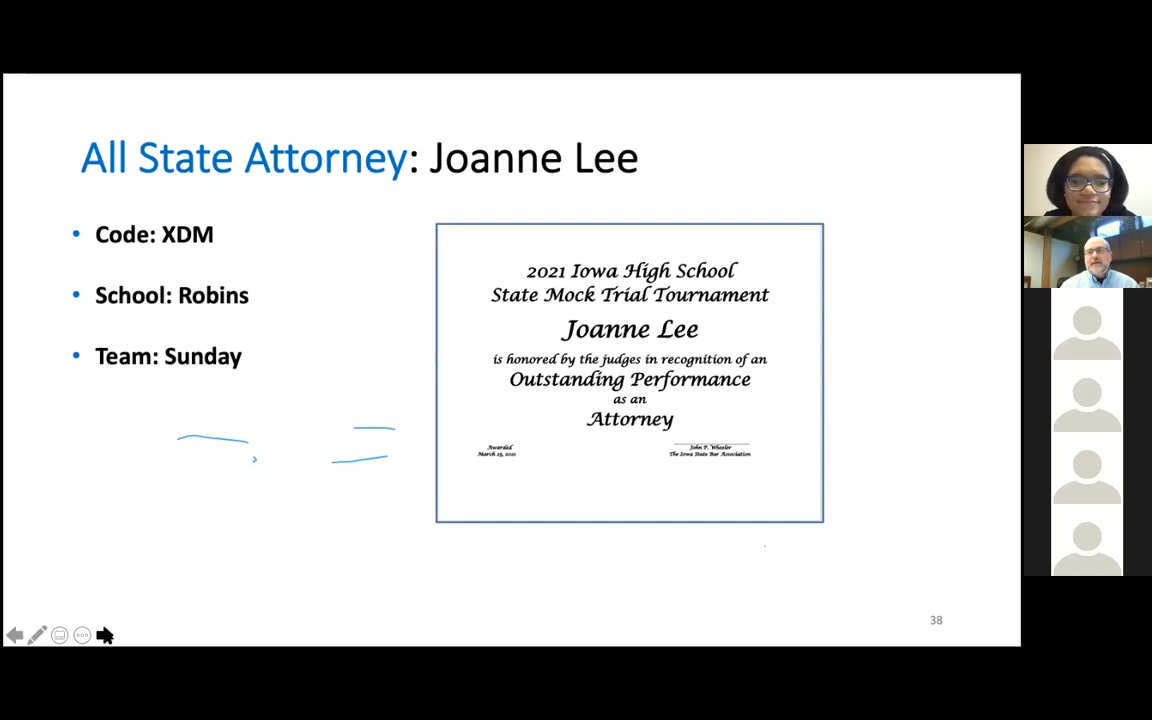 All State Attorney: Joanne Lee
• Code: XDM
• School: Robins
• Team: Sunday
2021 Iowa High School
State Mock Trial Tournament
Joanne Lee
is honored by the judges in recognition of an
Outstanding Performance
as an
Attorney
Awarded
March 25, 2021
John P. Wheeler
The Iowa State Bar Association
38